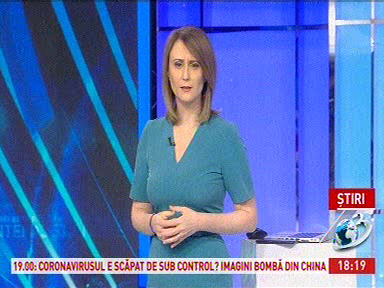 ȘTIRI
18:19
19.00: CORONAVIRUSUL E SCĂPAT DE SUB CONTROL? IMAGINI BOMBĂ DIN CHINA